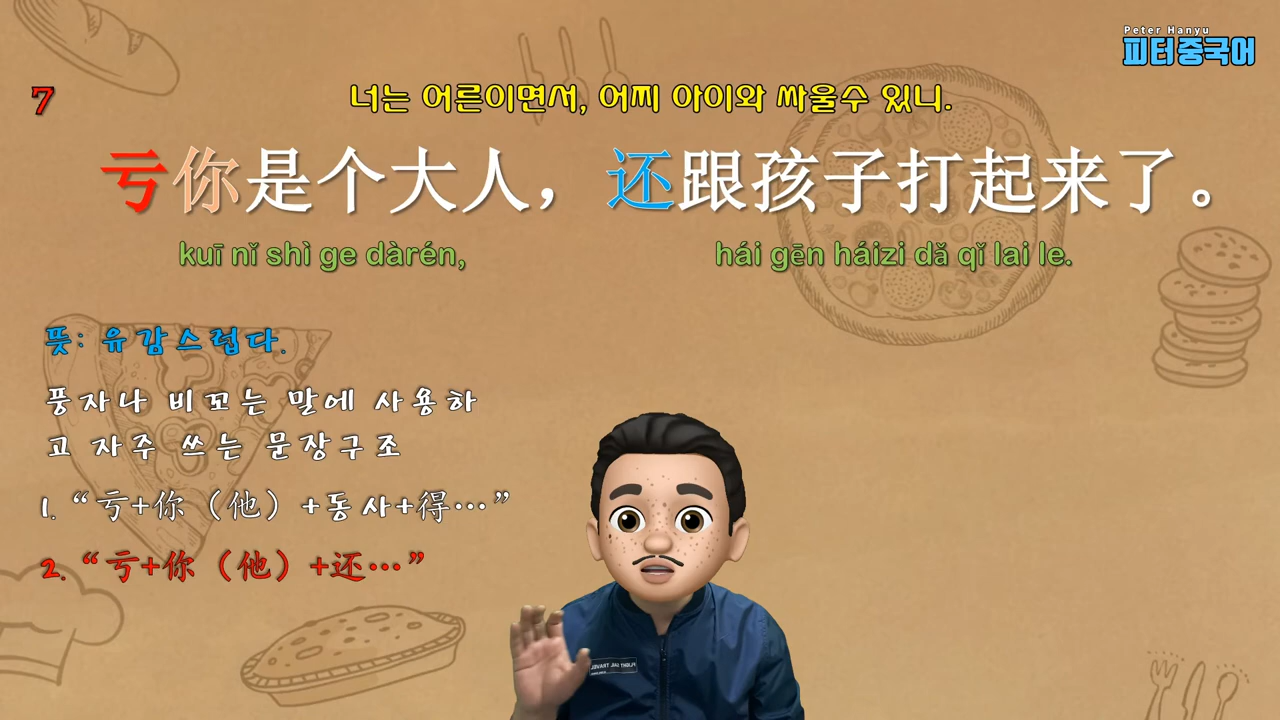 Peter Hanyu
피터중국어
7
너는 어른이면서, 어찌 아이와 싸울수 있니.
亏你是个大人，还跟孩子打起来了。
kuī nǐ shì ge dàrén, hái gēn háizi dǎ qǐ lai le.
뜻: 유감스럽다.
풍자나 비꼬는 말에 사용하
고 자주 쓰는 문장구조
1. “亏+你（他）+동사+得…”
2. “亏+你（他）+还…”